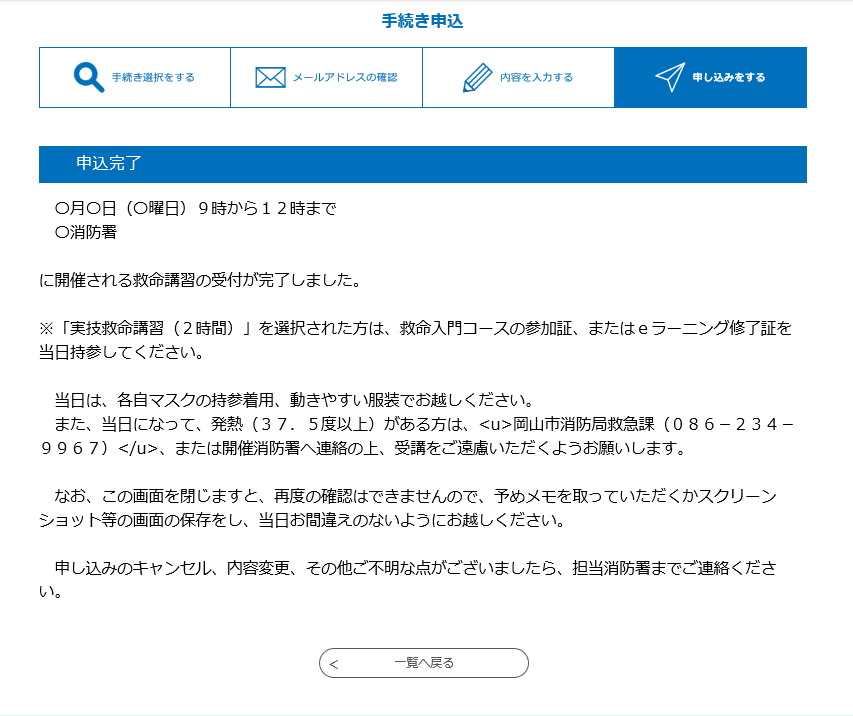 手続き申込
手続き選択をする
メールアドレスの確認
内容を入力する
申し込みをする
申込完了
〇月〇日（〇曜日）９時から１２時まで
〇消防署
に開催される救命講習の受付が完了しました。
※「実技救命講習（２時間）」を選択された方は、救命入門コースの参加証、またはｅラーニング修了証を
当日持参してください。
当日は、各自マスクの持参着用、動きやすい服装でお越しください。
また、当日になって、発熱（３７．５度以上）がある方は、<u>岡山市消防局救急課（０８６－２３４－
９９６７）</u>、または開催消防署へ連絡の上、受講をご遠慮いただくようお願いします。
なお、この画面を閉じますと、再度の確認はできませんので、予めメモを取っていただくかスクリーン
ショット等の画面の保存をし、当日お間違えのないようにお越しください。
申し込みのキャンセル、内容変更、その他ご不明な点がございましたら、担当消防署までご連絡くださ
い。
< 一覧へ戻る